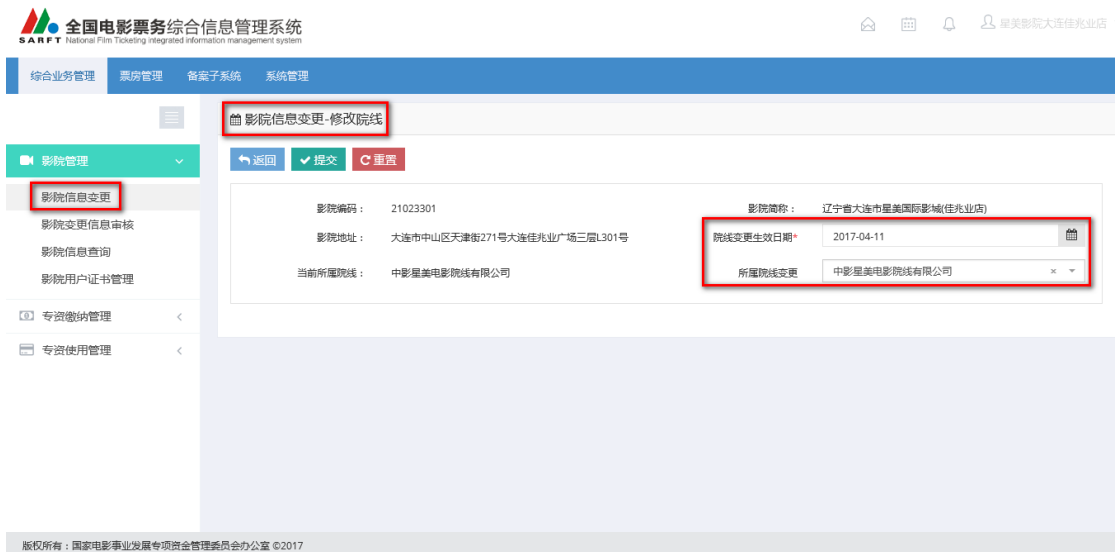 全国电影票务综合信息管理系统
SARFT National Film Ticketing integrated information management system
星美影院大连佳兆业店
综合业务管理 票房管理 备案子系统 系统管理
影院信息变更-修改院线
影院管理
返回 提交 重置
影院信息变更
影院编码： 21023301 影院简称： 辽宁省大连市星美国际影城(佳兆业店)
影院变更信息审核
影院地址： 大连市中山区天津街271号大连佳兆业广场三层L301号 院线变更生效日期* 2017-04-11
影院信息查询
当前所属院线： 中影星美电影院线有限公司 所属院线变更 中影星美电影院线有限公司 ×
影院用户证书管理
专资缴纳管理
专资使用管理
版权所有：国家电影事业发展专项资金管理委员会办公室 ©2017